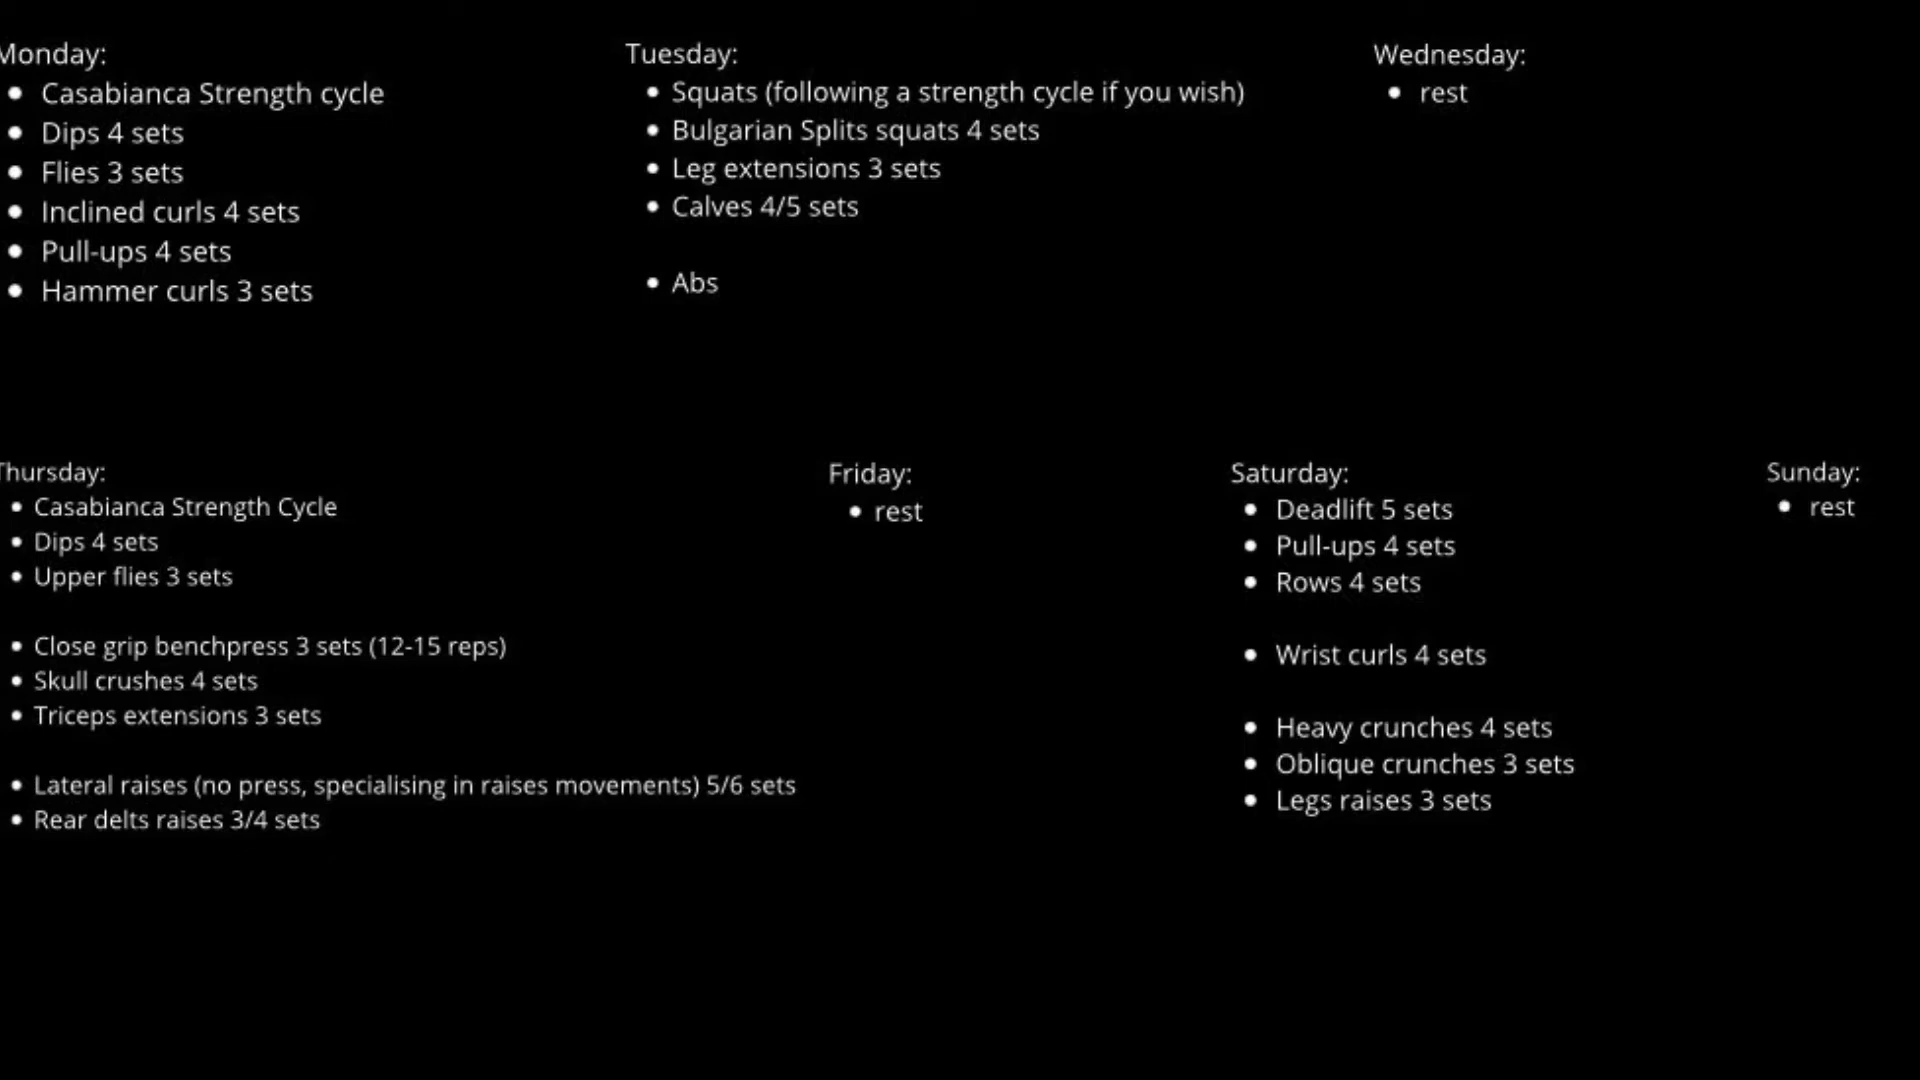 Monday:
• Casabianca Strength cycle
• Dips 4 sets
• Flies 3 sets
• Inclined curls 4 sets
• Pull-ups 4 sets
• Hammer curls 3 sets
Tuesday:
• Squats (following a strength cycle if you wish)
• Bulgarian Splits squats 4 sets
• Leg extensions 3 sets
• Calves 4/5 sets
• Abs
Wednesday:
• rest
Thursday:
• Casabianca Strength Cycle
• Dips 4 sets
• Upper flies 3 sets
• Close grip benchpress 3 sets (12-15 reps)
• Skull crushes 4 sets
• Triceps extensions 3 sets
• Lateral raises (no press, specialising in raises movements) 5/6 sets
• Rear delts raises 3/4 sets
Friday:
• rest
Saturday:
• Deadlift 5 sets
• Pull-ups 4 sets
• Rows 4 sets
• Wrist curls 4 sets
• Heavy crunches 4 sets
• Oblique crunches 3 sets
• Legs raises 3 sets
Sunday:
• rest